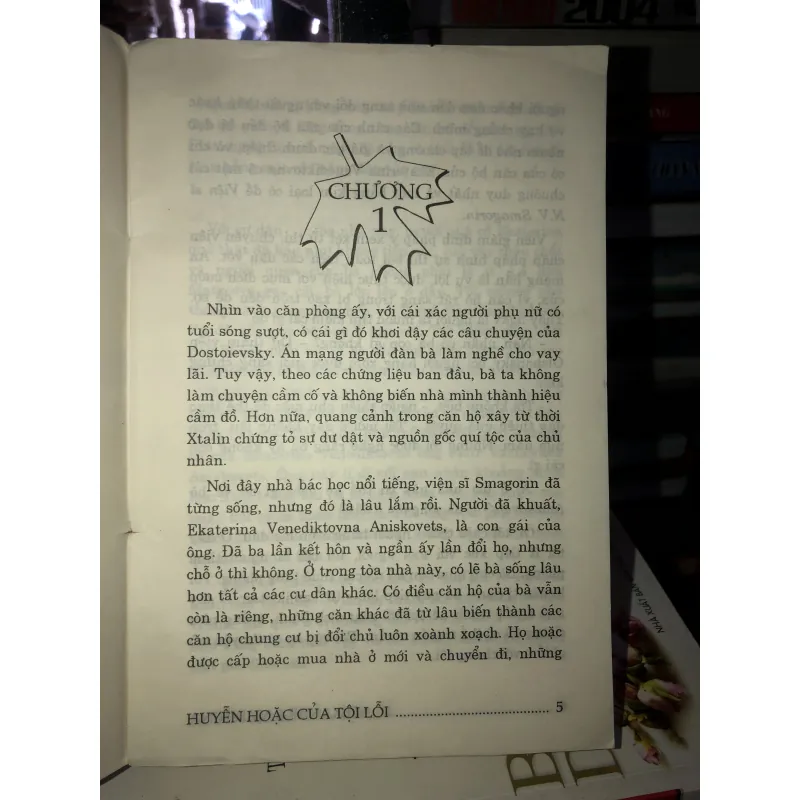 2004
CHƯƠNG
1
Nhìn vào căn phòng ấy, với cái xác người phụ nữ có
tuổi sóng sượt, có cái gì đó khơi dậy các câu chuyện của
Dostoievsky. Án mạng người đàn bà làm nghề cho vay
lãi. Tuy vậy, theo các chứng liệu ban đầu, bà ta không
làm chuyện cầm cố và không biến nhà mình thành hiệu
cầm đồ. Hơn nữa, quang cảnh trong căn hộ xây từ thời
Xtalin chứng tỏ sự dư dật và nguồn gốc quí tộc của chủ
nhân.
Nơi đây nhà bác học nổi tiếng, viện sĩ Smagorin đã
từng sống, nhưng đó là lâu lắm rồi. Người đã khuất,
Ekaterina Venediktovna Aniskovets, là con gái của
ông. Đã ba lần kết hôn và ngần ấy lần đổi họ, nhưng
chỗ ở thì không. Ở trong tòa nhà này, có lẽ bà sống lâu
hơn tất cả các cư dân khác. Có điều căn hộ của bà vẫn
còn là riêng, những căn khác đã từ lâu biến thành các
căn hộ chung cư bị đổi chủ luôn xoành xoạch. Họ hoặc
được cấp hoặc mua nhà ở mới và chuyển đi, những
HUYỄN HOẶC CỦA TỘI LỖI ........................................ 5
NHÀ XUẤT BẢN